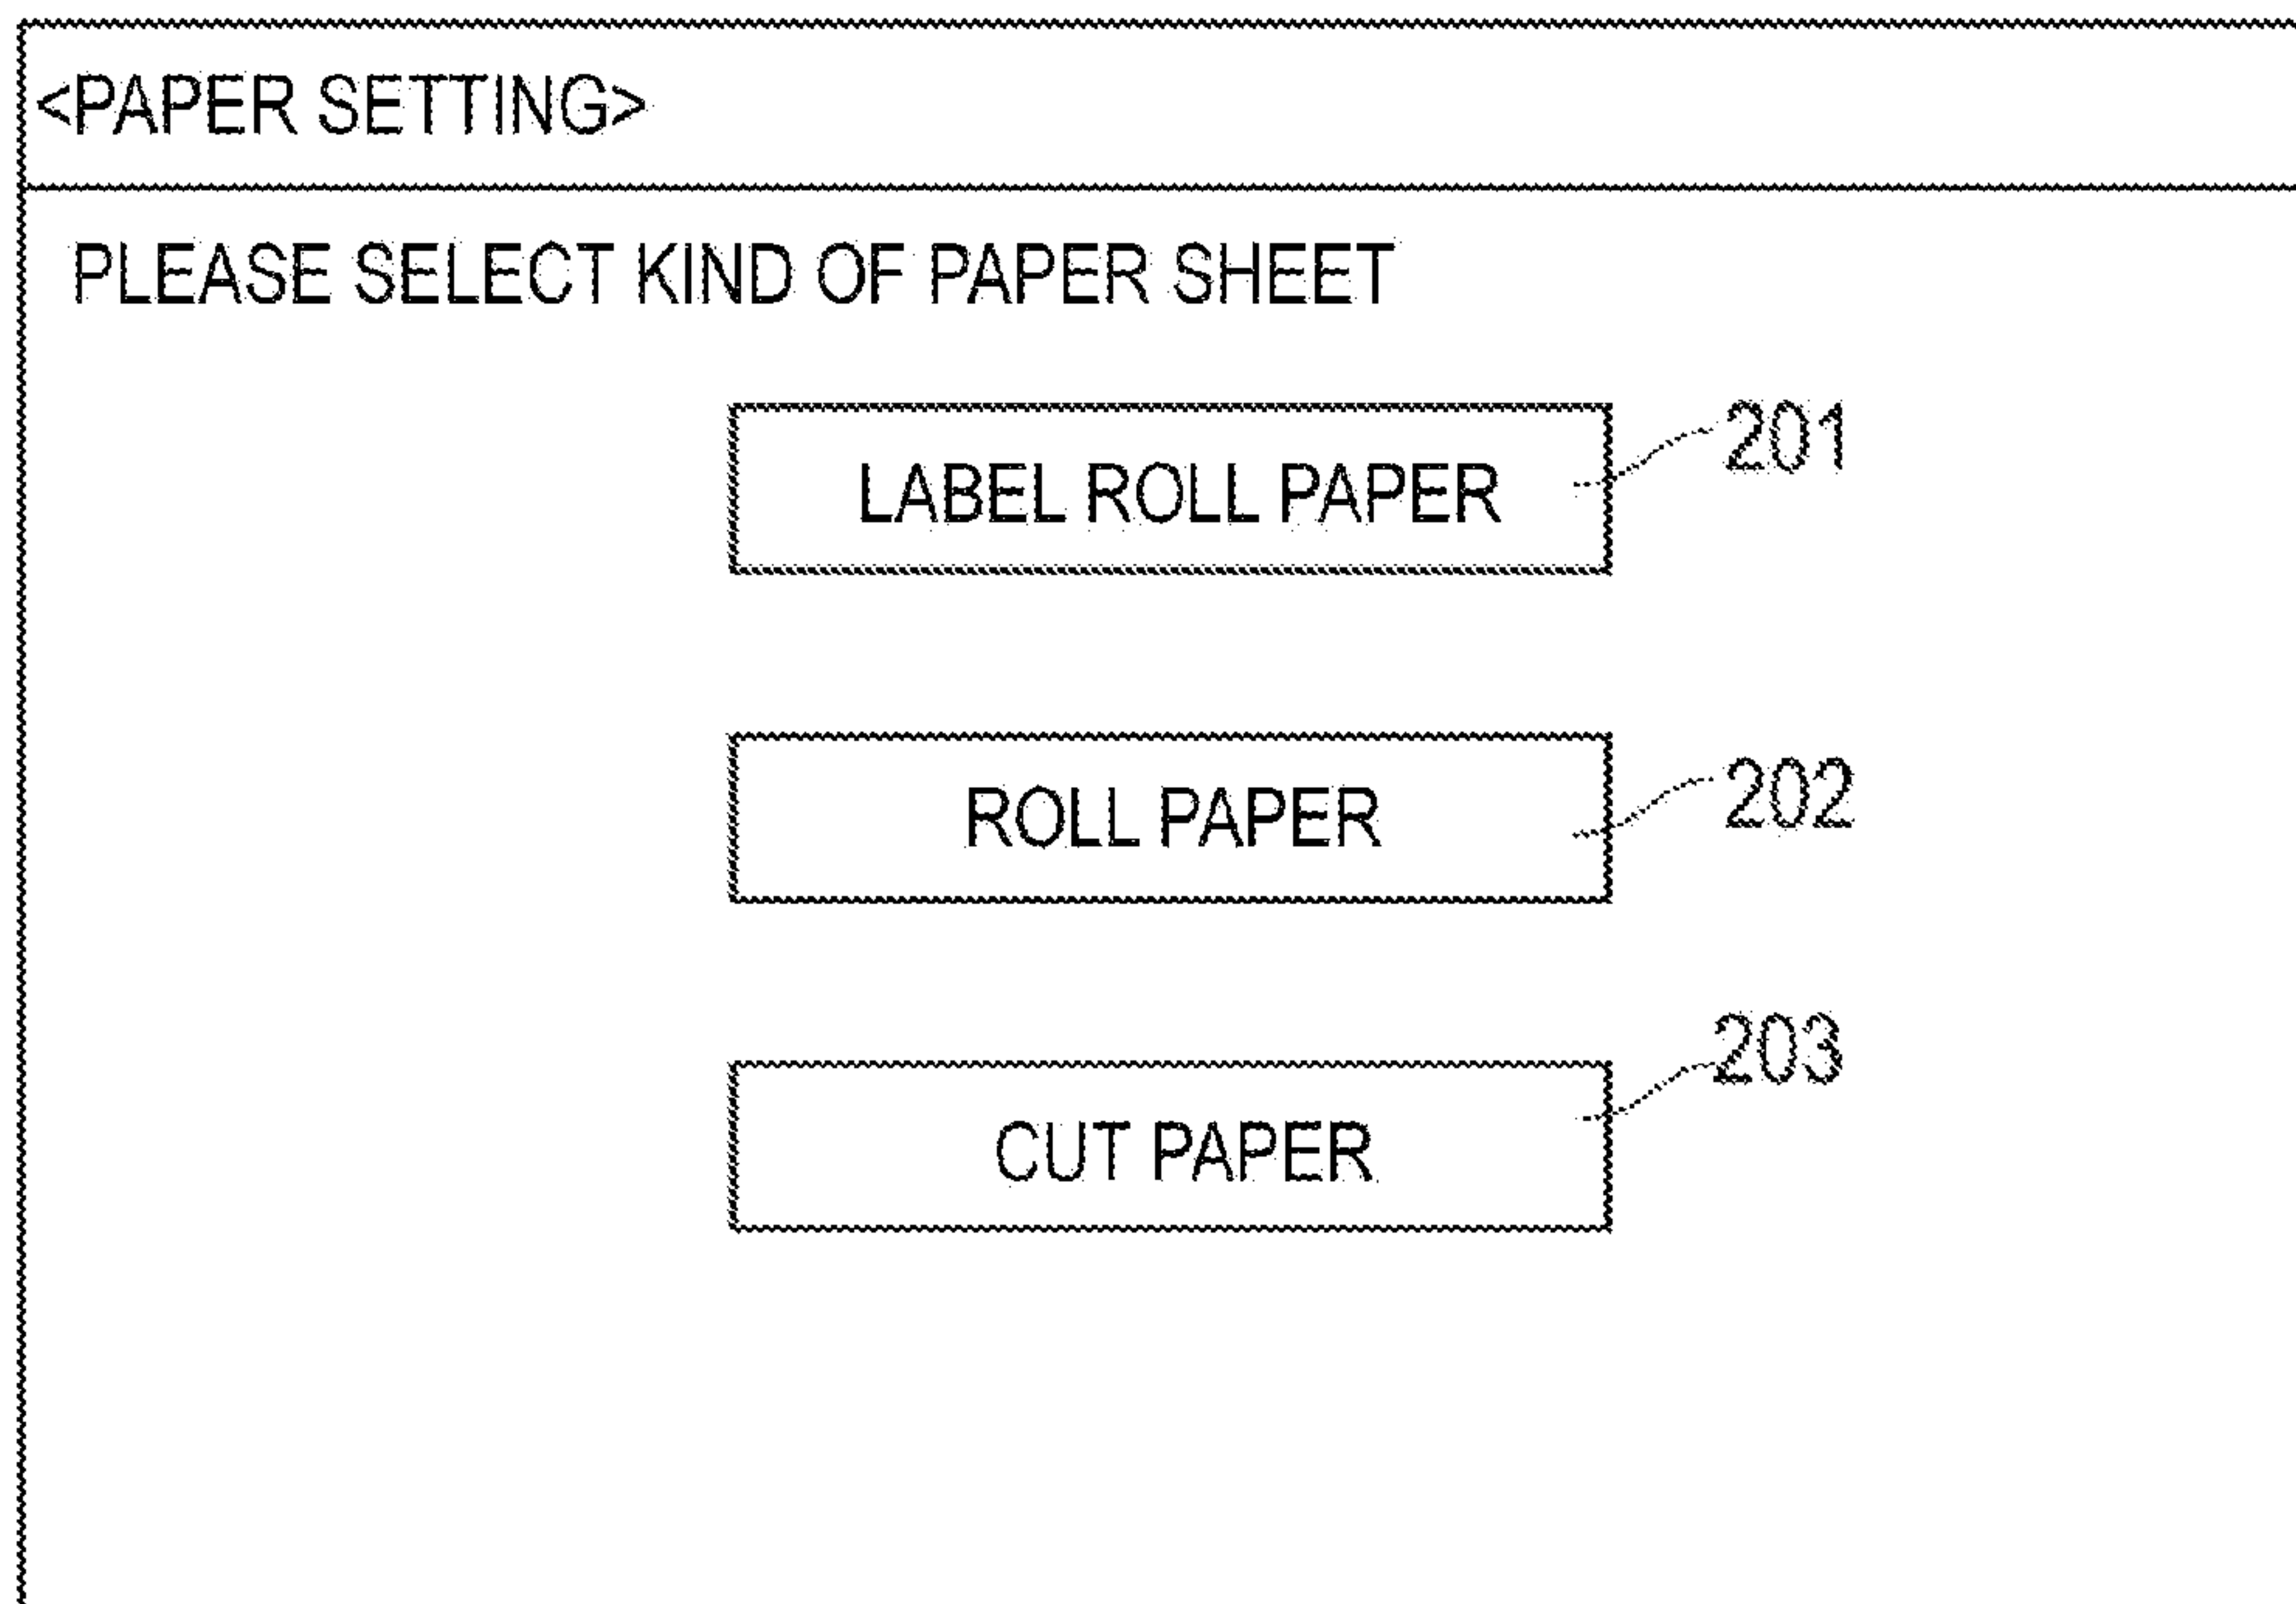 <PAPER SETTING>
PLEASE SELECT KIND OF PAPER SHEET
LABEL ROLL PAPER 201
ROLL PAPER 202
CUT PAPER 203